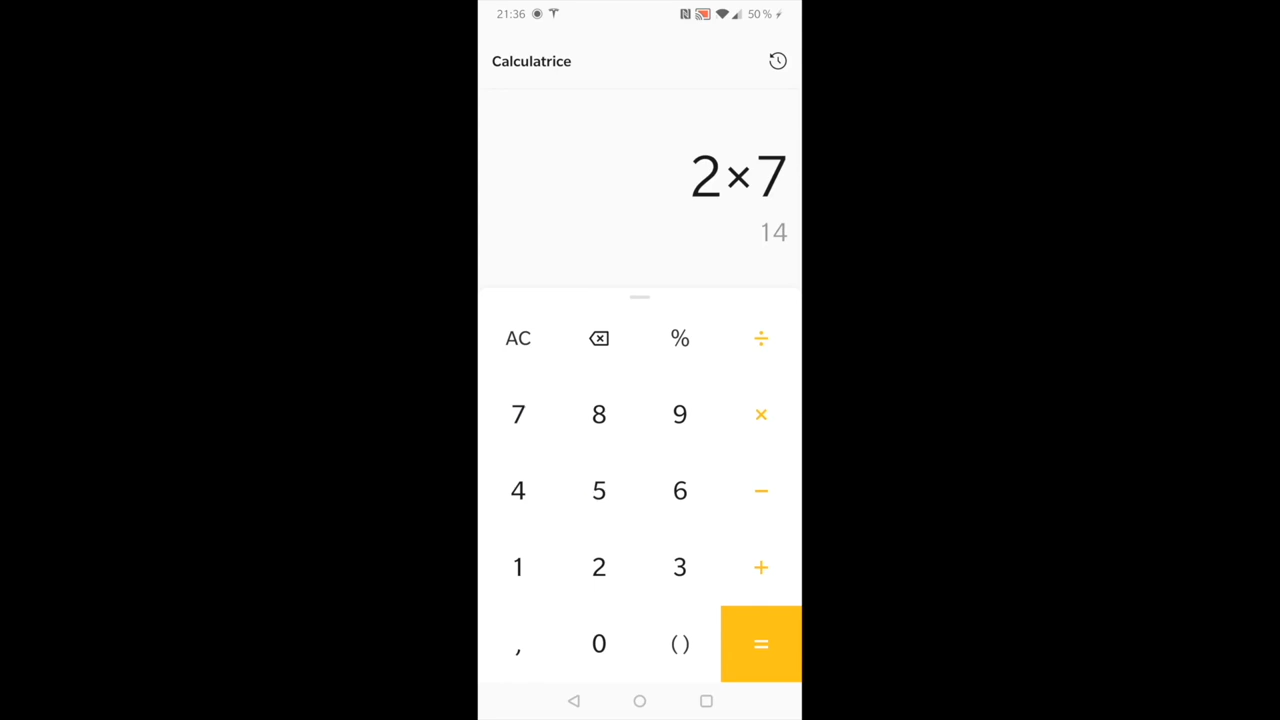 21:36 50 %
Calculatrice
2×7
14
AC % ÷
7 8 9 ×
4 5 6 −
1 2 3 +
, 0 ( ) =